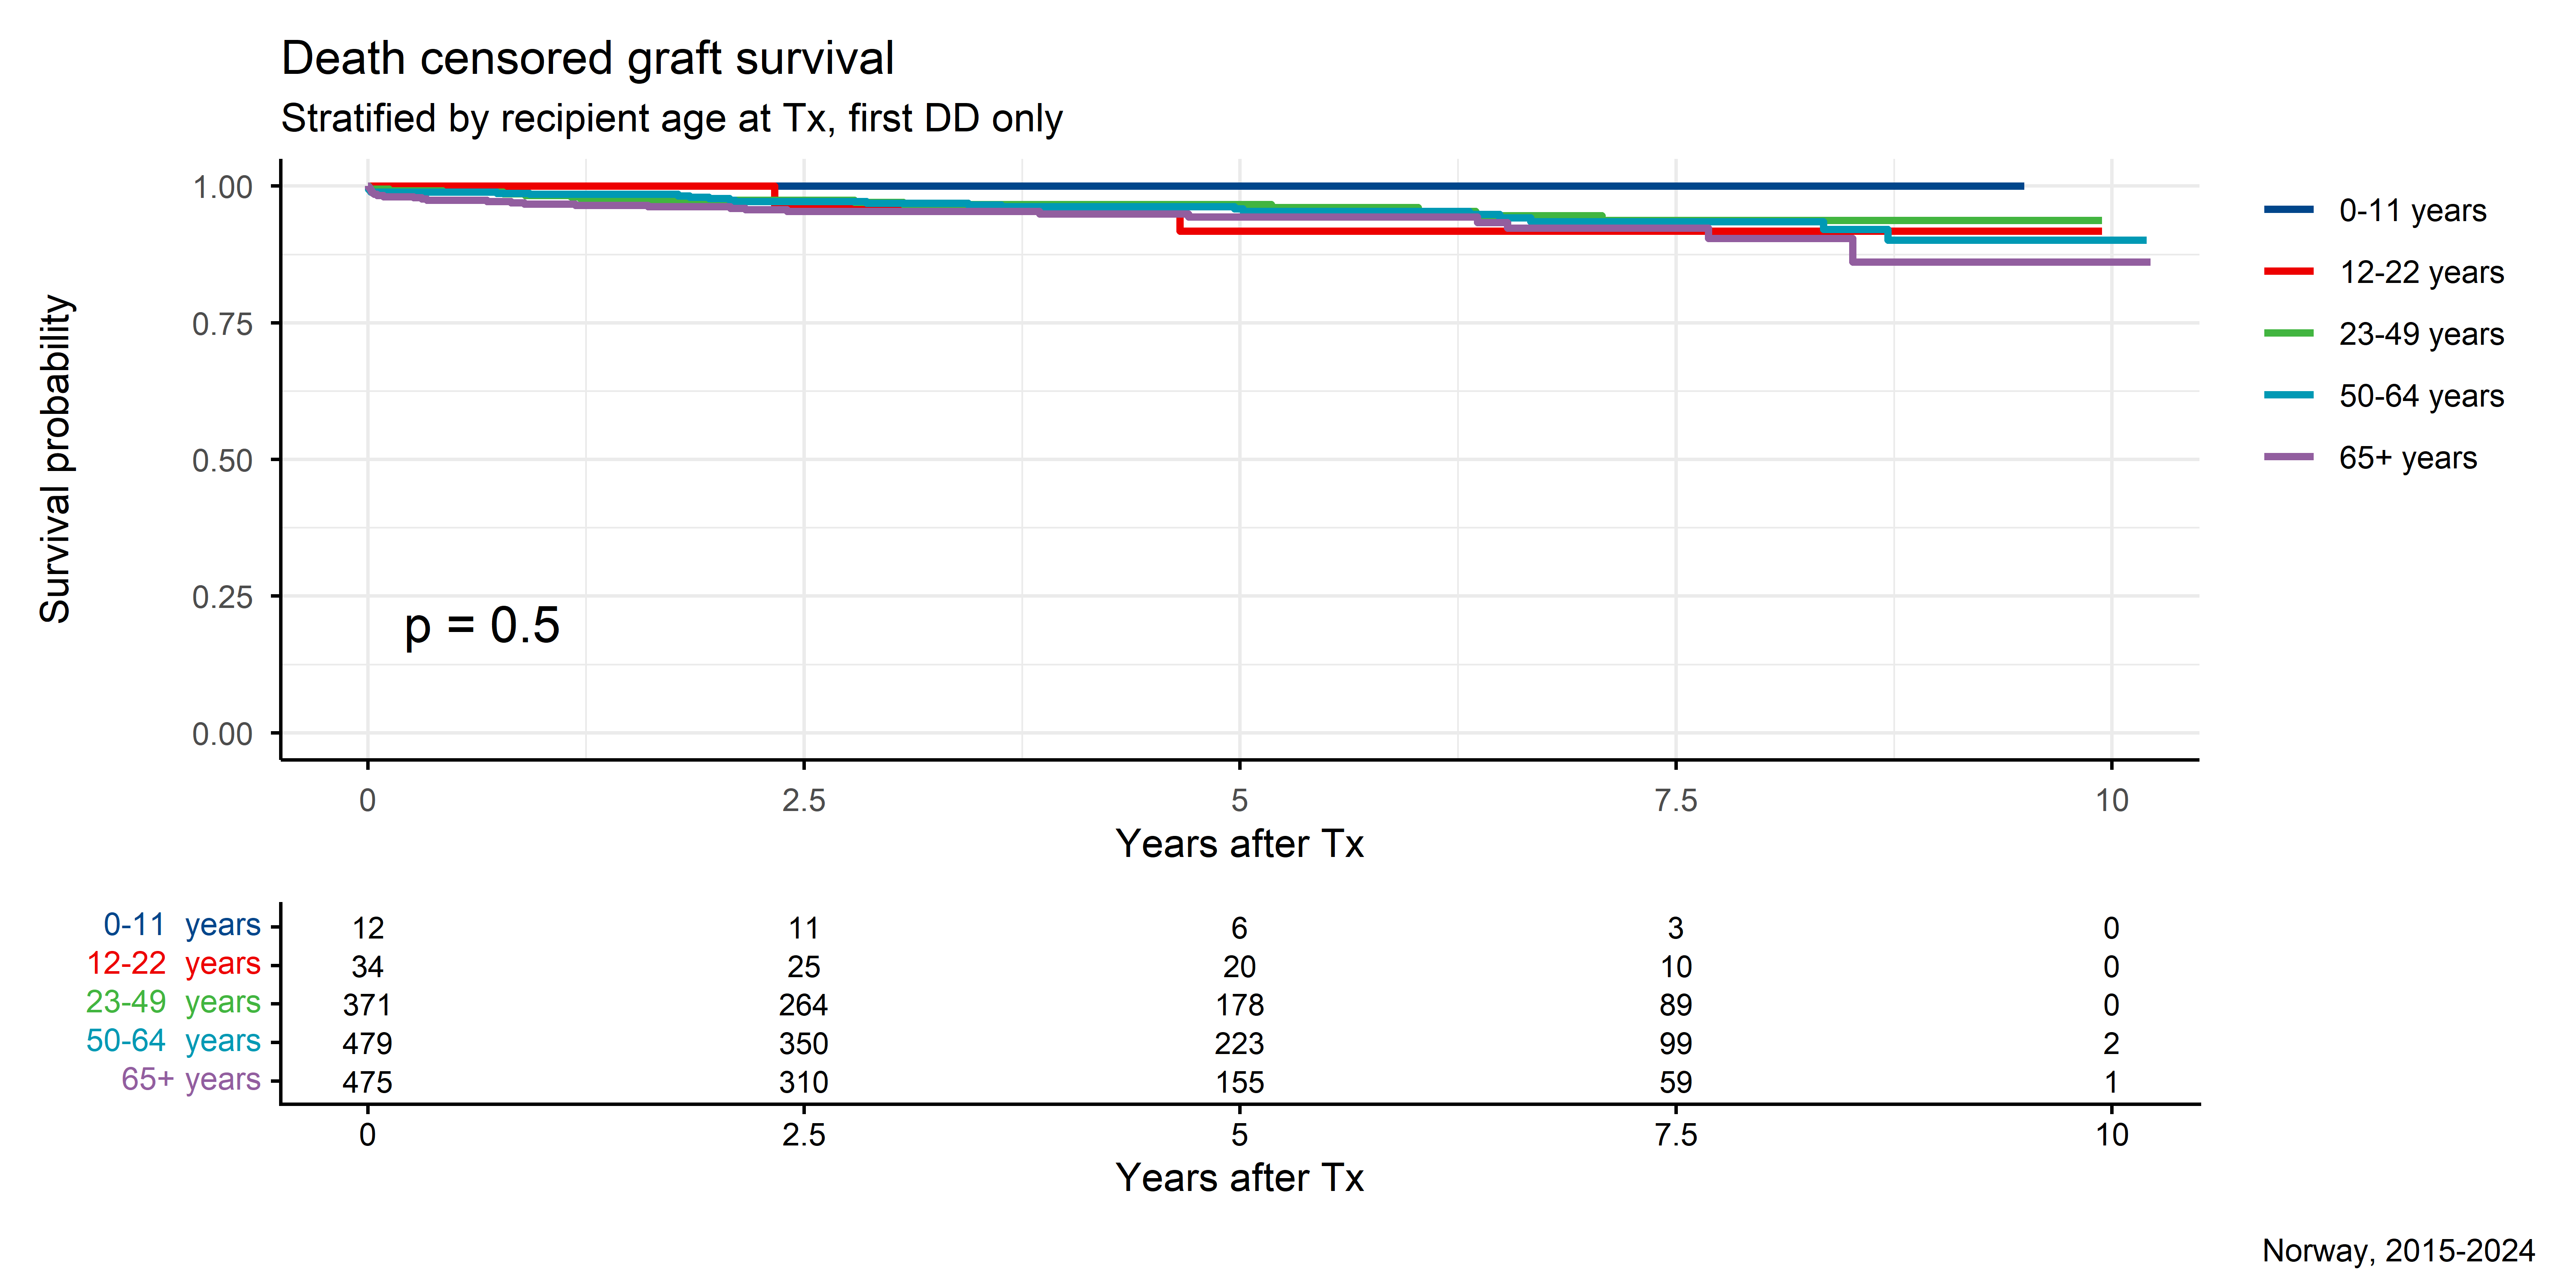 Death censored graft survival
Stratified by recipient age at Tx, first DD only
Survival probability
1.00
0.75
0.50
0.25
0.00
p = 0.5
0 2.5 5 7.5 10
Years after Tx
0-11 years
12-22 years
23-49 years
50-64 years
65+ years
0-11 years 12 11 6 3 0
12-22 years 34 25 20 10 0
23-49 years 371 264 178 89 0
50-64 years 479 350 223 99 2
65+ years 475 310 155 59 1
0 2.5 5 7.5 10
Years after Tx
Norway, 2015-2024